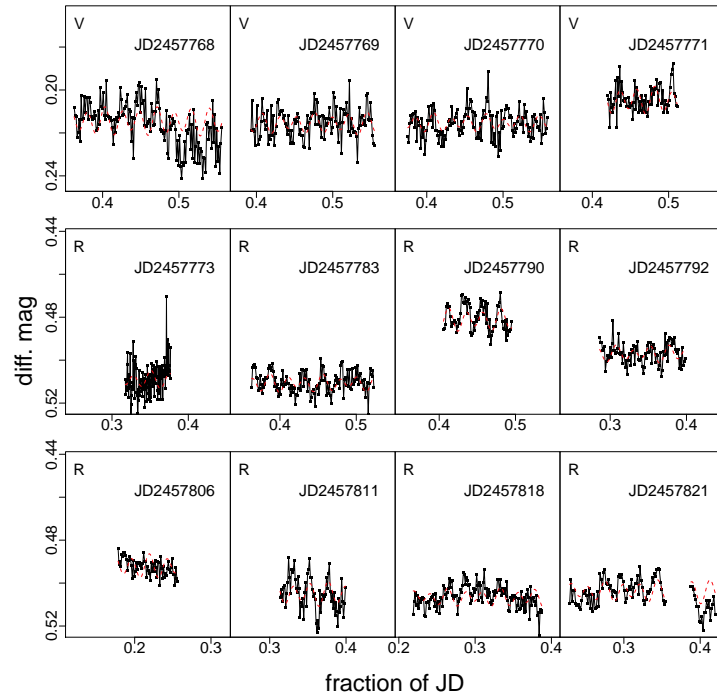 V
JD2457768
V
JD2457769
V
JD2457770
V
JD2457771
0.20
0.24
0.4
0.5
0.4
0.5
0.4
0.5
0.4
0.5
R
JD2457773
R
JD2457783
R
JD2457790
R
JD2457792
0.44
0.48
0.52
0.3
0.4
0.4
0.5
0.4
0.5
0.3
0.4
diff. mag
R
JD2457806
R
JD2457811
R
JD2457818
R
JD2457821
0.44
0.48
0.52
0.2
0.3
0.3
0.4
0.2
0.3
0.4
0.3
0.4
fraction of JD